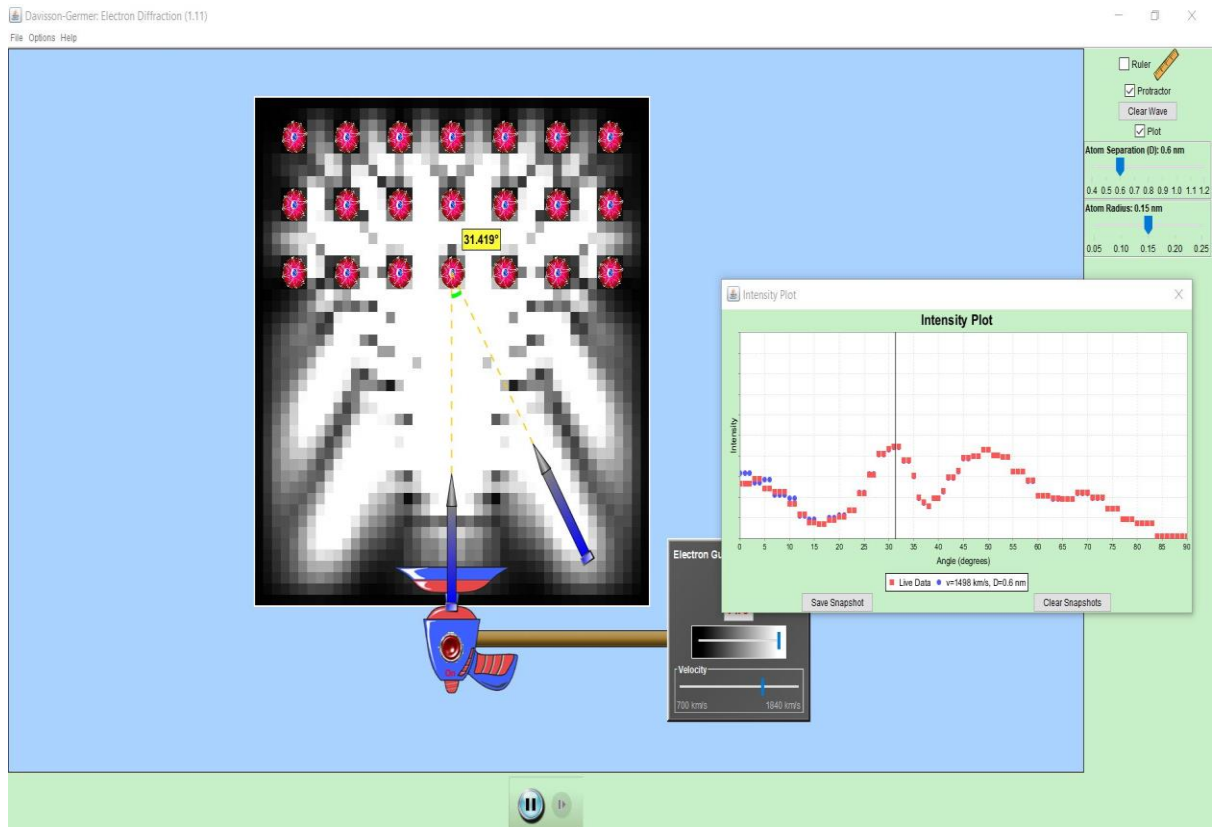 Davisson-Germer: Electron Diffraction (1.11)
File Options Help
Ruler
Protractor
Clear Wave
Plot
Atom Separation (D): 0.6 nm
0.4 0.5 0.6 0.7 0.8 0.9 1.0 1.1 1.2
Atom Radius: 0.15 nm
0.05 0.10 0.15 0.20 0.25
31.419°
Intensity Plot
Intensity Plot
Intensity
0 5 10 15 20 25 30 35 40 45 50 55 60 65 70 75 80 85 90
Angle (degrees)
Live Data v=1498 km/s, D=0.6 nm
Save Snapshot Clear Snapshots
Electron Gu
Velocity
700 km/s 1840 km/s